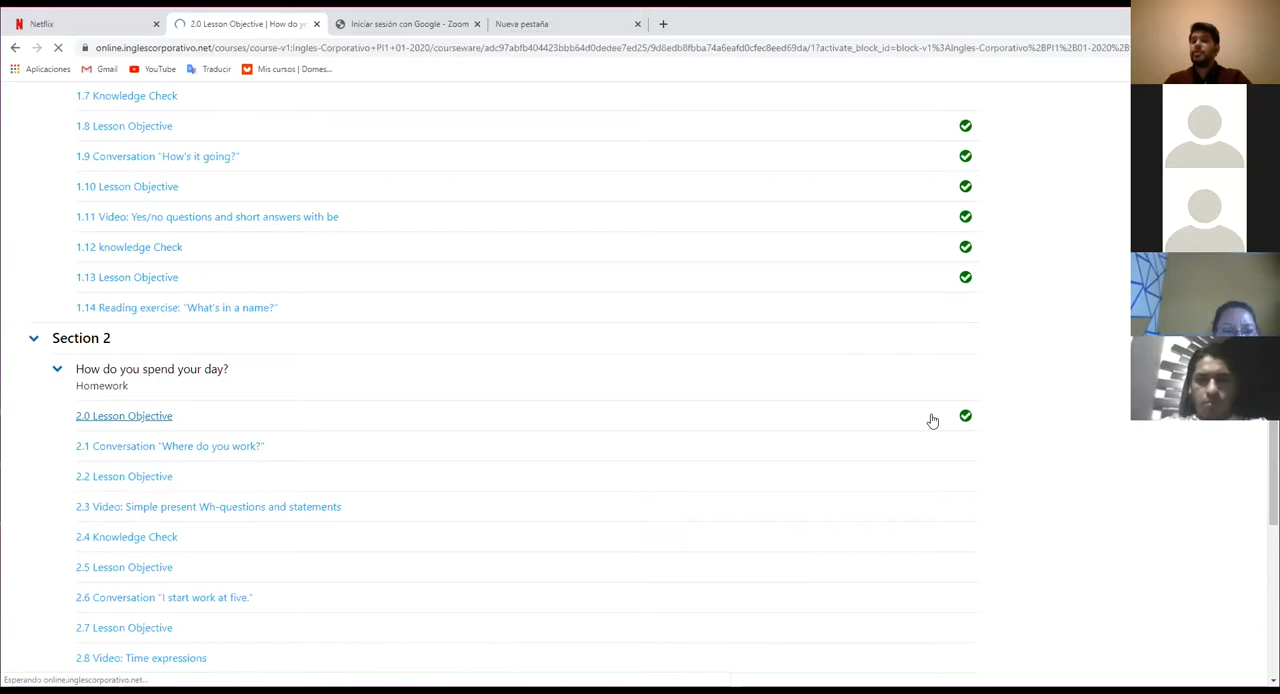 Netflix
2.0 Lesson Objective | How do yo
Iniciar sesión con Google - Zoom
Nueva pestaña
online.inglescorporativo.net/courses/course-v1:Ingles-Corporativo+PI1+01-2020/courseware/adc97abfb404423bbbc64d0dedee7ed25/9d8edb8fbba74a6eafd0cfec8eed69da/1?activate_block_id=block-v1%3AIngles-Corporativo%2BPI1%2B01-2020%2B
Aplicaciones
Gmail
YouTube
Traducir
Mis cursos | Domes...
1.7 Knowledge Check
1.8 Lesson Objective
1.9 Conversation "How's it going?"
1.10 Lesson Objective
1.11 Video: Yes/no questions and short answers with be
1.12 knowledge Check
1.13 Lesson Objective
1.14 Reading exercise: "What's in a name?"
Section 2
How do you spend your day?
Homework
2.0 Lesson Objective
2.1 Conversation "Where do you work?"
2.2 Lesson Objective
2.3 Video: Simple present Wh-questions and statements
2.4 Knowledge Check
2.5 Lesson Objective
2.6 Conversation "I start work at five."
2.7 Lesson Objective
2.8 Video: Time expressions
Esperando online.inglescorporativo.net...